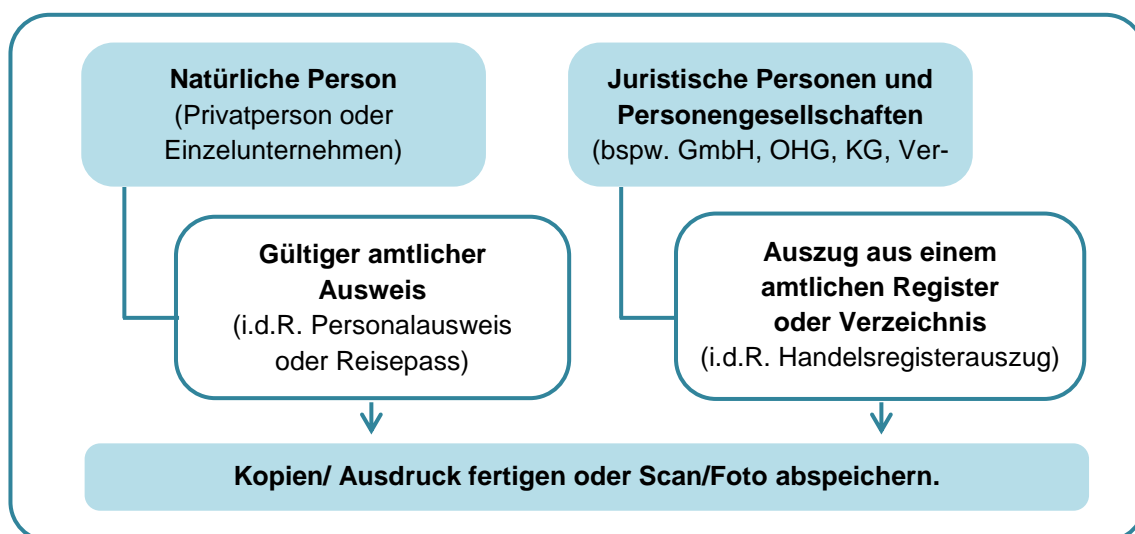 Natürliche Person
(Privatperson oder
Einzelunternehmen)
Juristische Personen und
Personengesellschaften
(bspw. GmbH, OHG, KG, Ver-
Gültiger amtlicher
Ausweis
(i.d.R. Personalausweis
oder Reisepass)
Auszug aus einem
amtlichen Register
oder Verzeichnis
(i.d.R. Handelsregisterauszug)
Kopien/ Ausdruck fertigen oder Scan/Foto abspeichern.